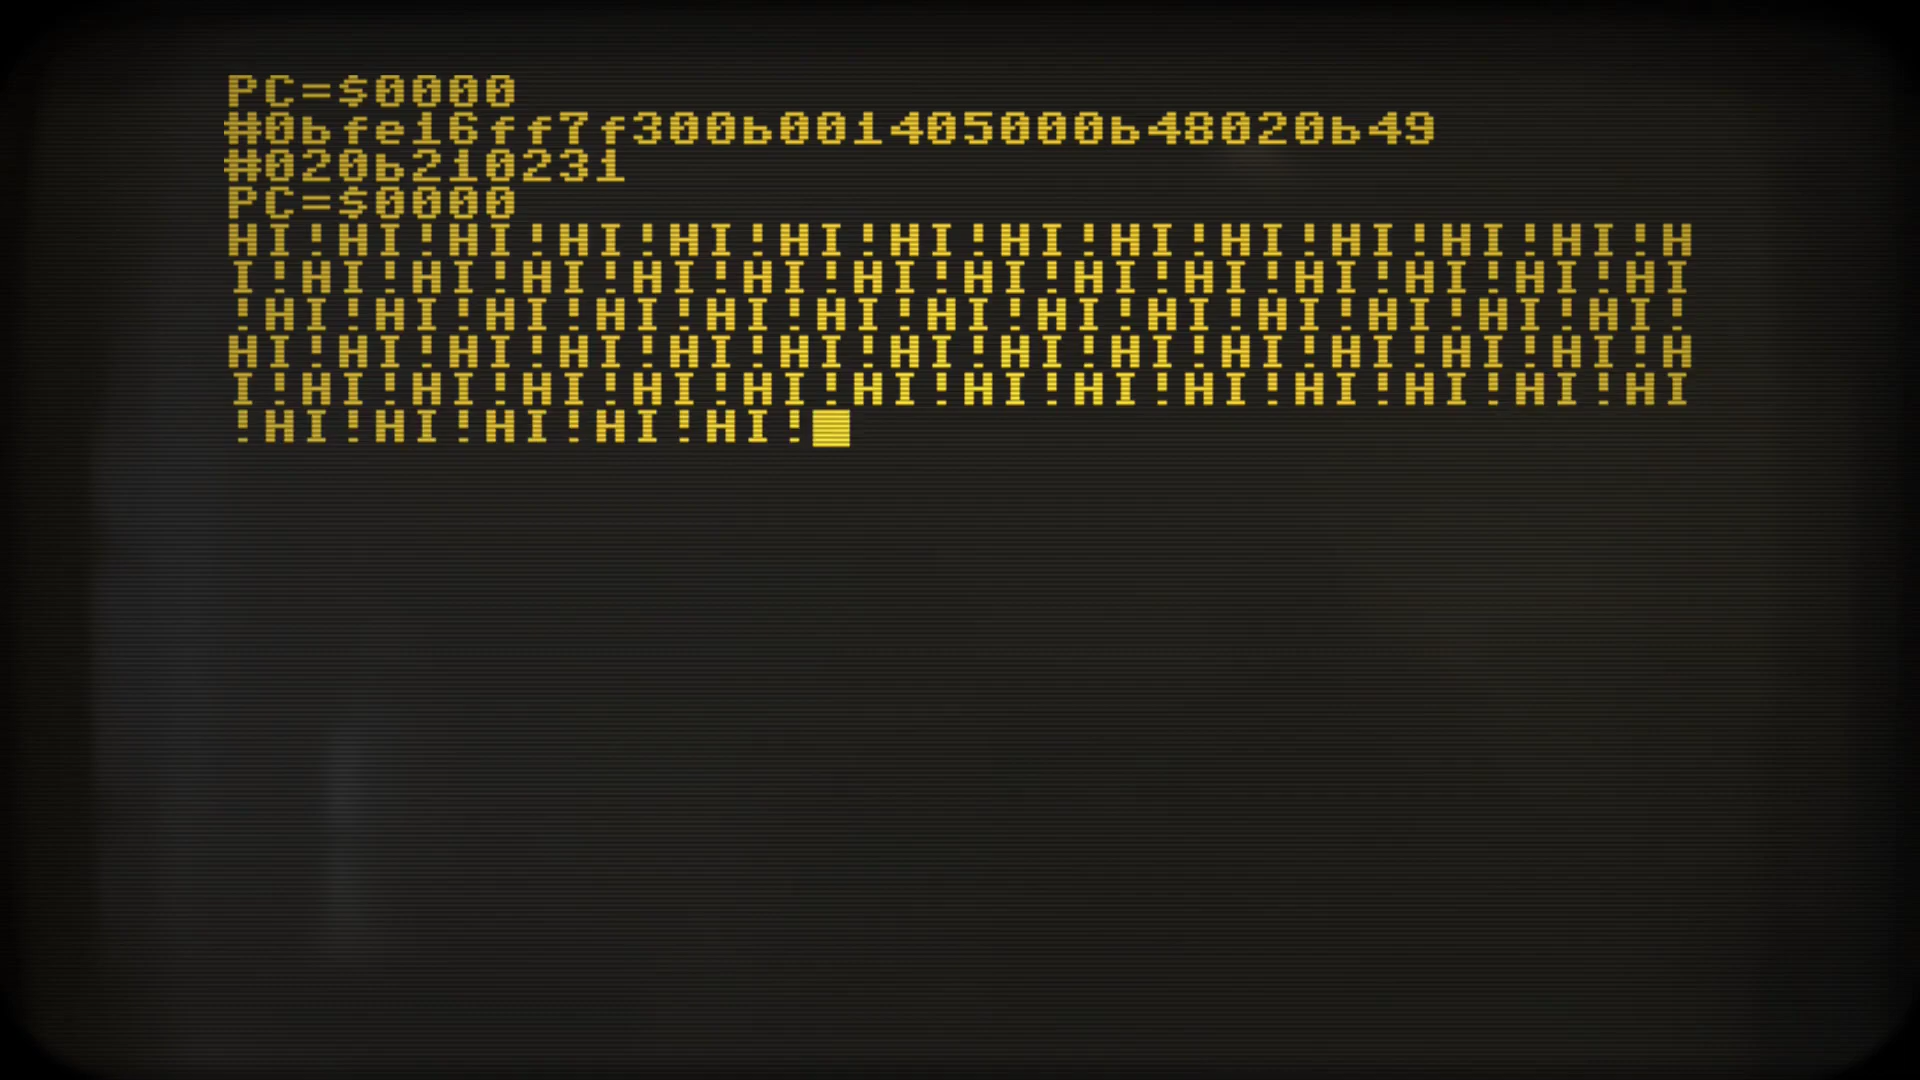 PC=$0000
#0bfe16ff7f300b001405000b48020b49
#020b210231
PC=$0000
HI!HI!HI!HI!HI!HI!HI!HI!HI!HI!HI!HI!HI!H
I!HI!HI!HI!HI!HI!HI!HI!HI!HI!HI!HI!HI!HI
!HI!HI!HI!HI!HI!HI!HI!HI!HI!HI!HI!HI!HI!
HI!HI!HI!HI!HI!HI!HI!HI!HI!HI!HI!HI!HI!H
I!HI!HI!HI!HI!HI!HI!HI!HI!HI!HI!HI!HI!HI
!HI!HI!HI!HI!HI!